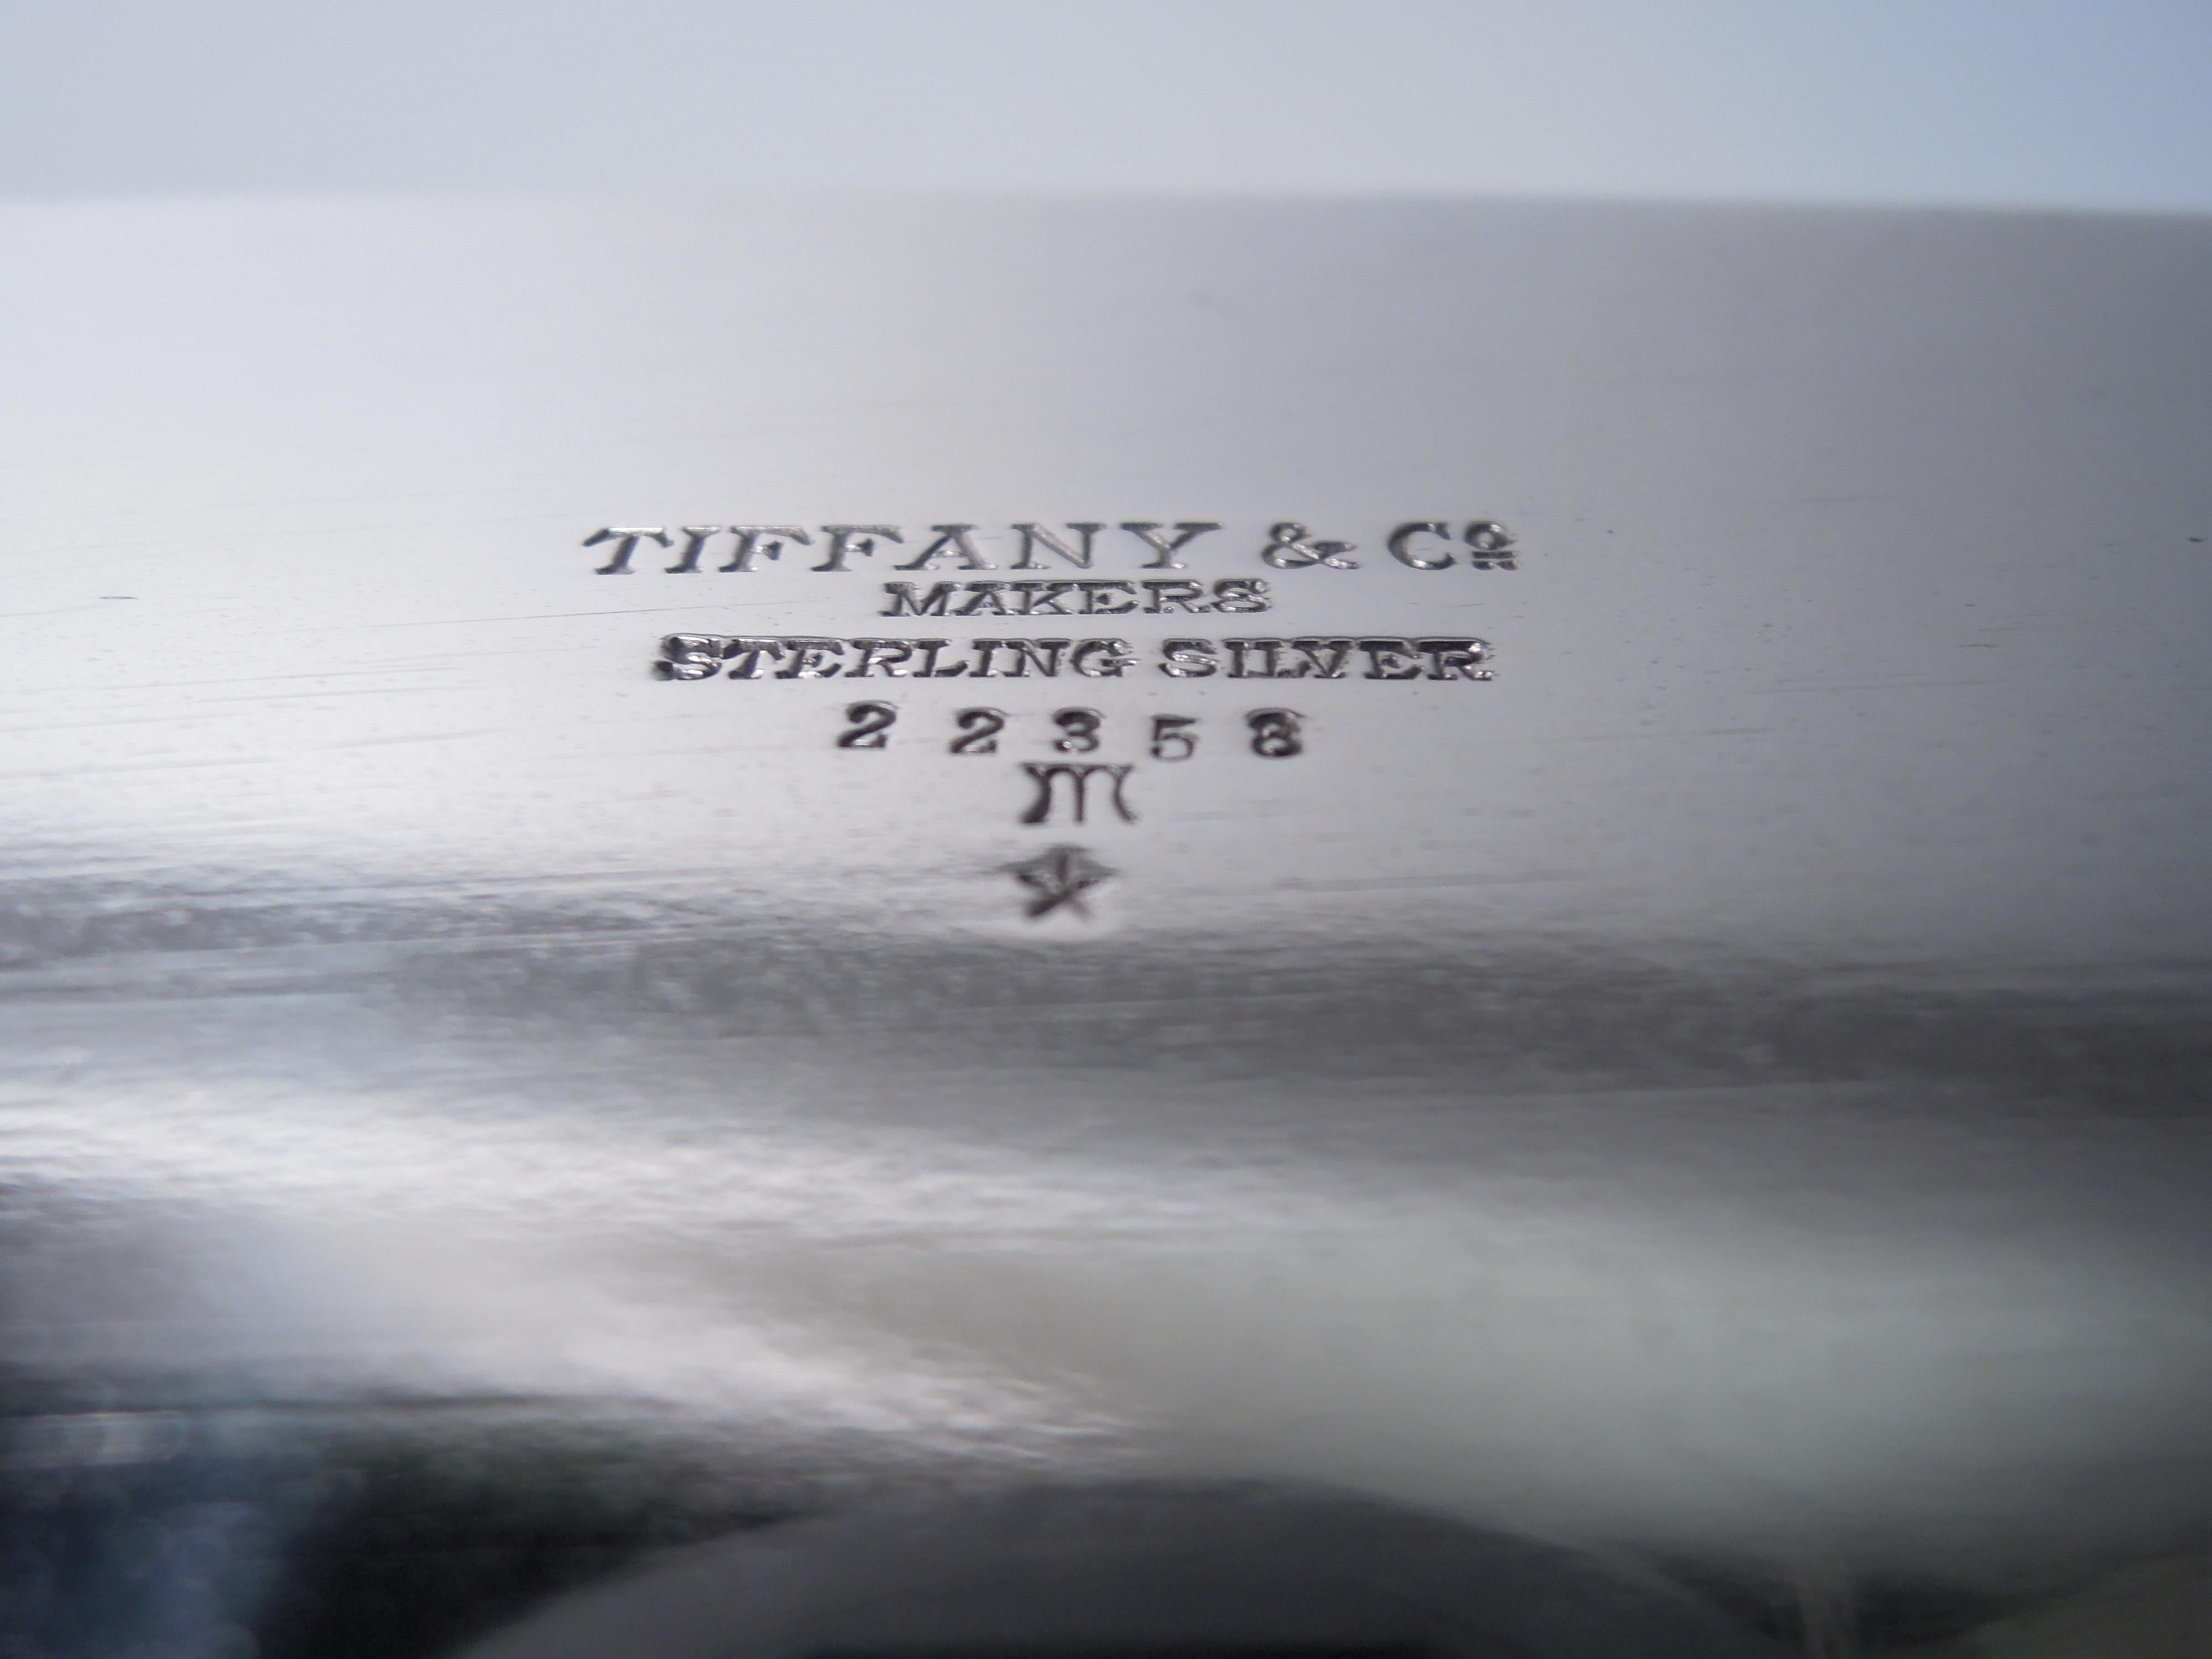 TIFFANY & Cº
MAKERS
STERLING SILVER
22358
M